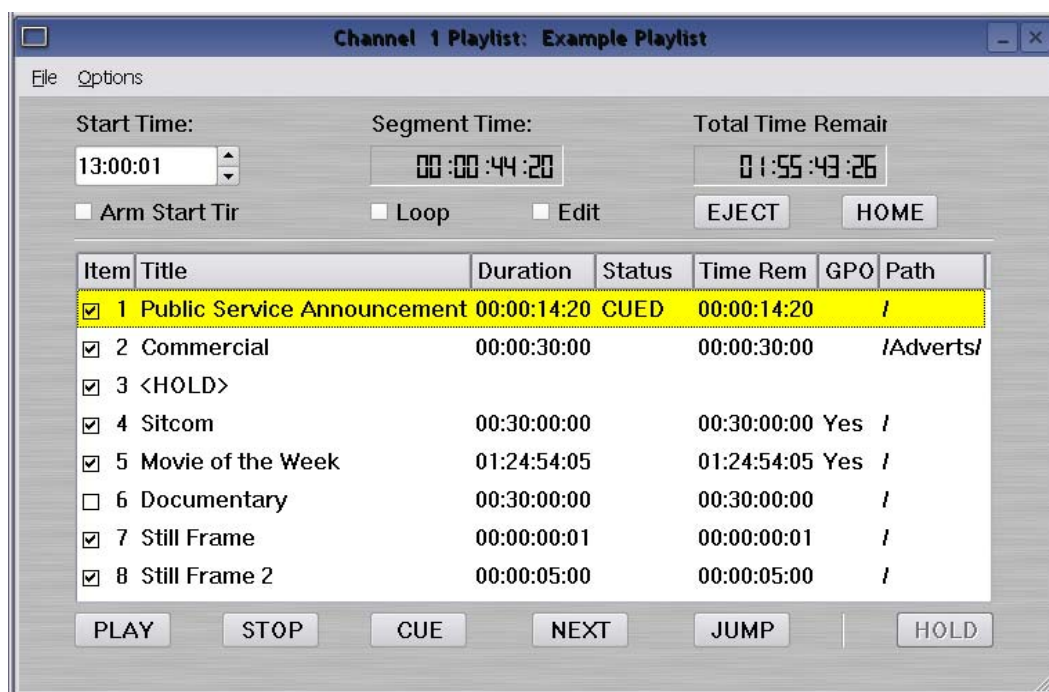 Channel 1 Playlist: Example Playlist
File Options
Start Time: Segment Time: Total Time Remair
13:00:01 00:00:44:20 01:55:43:26
Arm Start Tir Loop Edit EJECT HOME
Item Title Duration Status Time Rem GPO Path
1 Public Service Announcement 00:00:14:20 CUED 00:00:14:20 /
2 Commercial 00:00:30:00 00:00:30:00 /Adverts/
3 <HOLD>
4 Sitcom 00:30:00:00 00:30:00:00 Yes /
5 Movie of the Week 01:24:54:05 01:24:54:05 Yes /
6 Documentary 00:30:00:00 00:30:00:00 /
7 Still Frame 00:00:00:01 00:00:00:01 /
8 Still Frame 2 00:00:05:00 00:00:05:00 /
PLAY STOP CUE NEXT JUMP HOLD